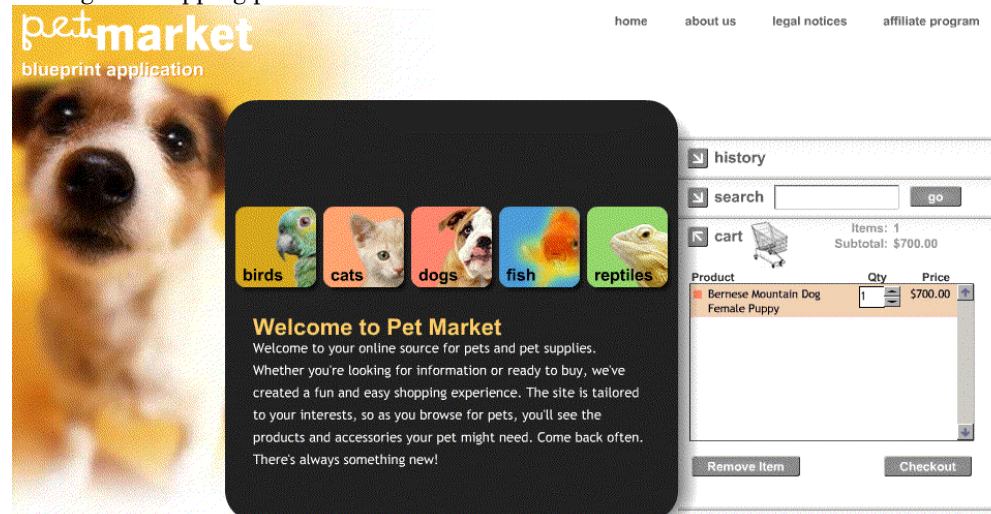 petmarket
blueprint application
home about us legal notices affiliate program
history
search go
cart
Items: 1
Subtotal: $700.00
Product Qty Price
Bernese Mountain Dog 1 $700.00
Female Puppy
Remove Item Checkout
birds cats dogs fish reptiles
Welcome to Pet Market
Welcome to your online source for pets and pet supplies.
Whether you're looking for information or ready to buy, we've
created a fun and easy shopping experience. The site is tailored
to your interests, so as you browse for pets, you'll see the
products and accessories your pet might need. Come back often.
There's always something new!